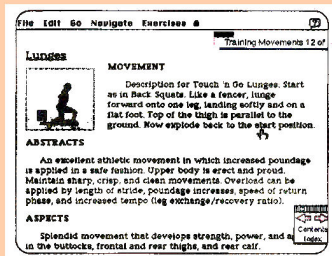 File Edit Go Navigate Exercises
Training Movements 12 of
Lunges
MOVEMENT
Description for Touch 'n Go Lunges. Start
as in Back Squats. Like a fencer, lunge
forward onto one leg, landing softly and on a
flat foot. Top of the thigh is parallel to the
ground. Now explode back to the start position.
ABSTRACTS
An excellent athletic movement in which increased poundage
is applied in a safe fashion. Upper body is erect and proud.
Maintain sharp, crisp, and clean movements. Overload can be
applied by length of stride, poundage increases, speed of return
phase, and increased tempo (leg exchange/recovery ratio).
ASPECTS
Splendid movement that develops strength, power, and
in the buttocks, frontal and rear thighs, and rear calf.
Contents
Index